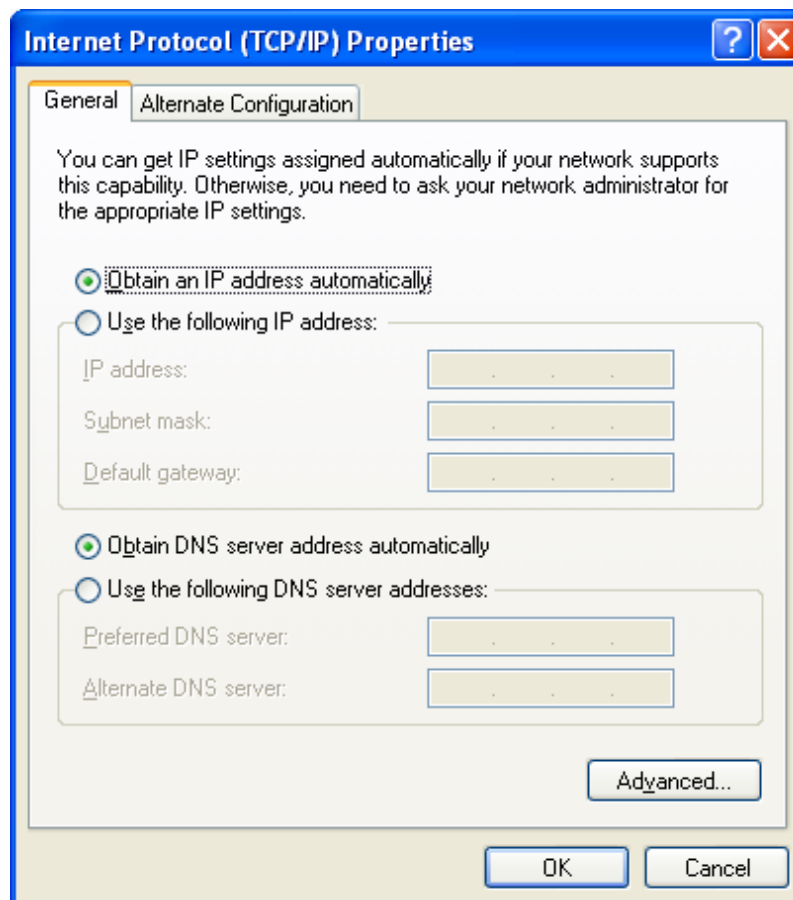 Internet Protocol (TCP/IP) Properties
General
Alternate Configuration
You can get IP settings assigned automatically if your network supports
this capability. Otherwise, you need to ask your network administrator for
the appropriate IP settings.
Obtain an IP address automatically
Use the following IP address:
IP address:
Subnet mask:
Default gateway:
Obtain DNS server address automatically
Use the following DNS server addresses:
Preferred DNS server:
Alternate DNS server:
Advanced...
OK
Cancel